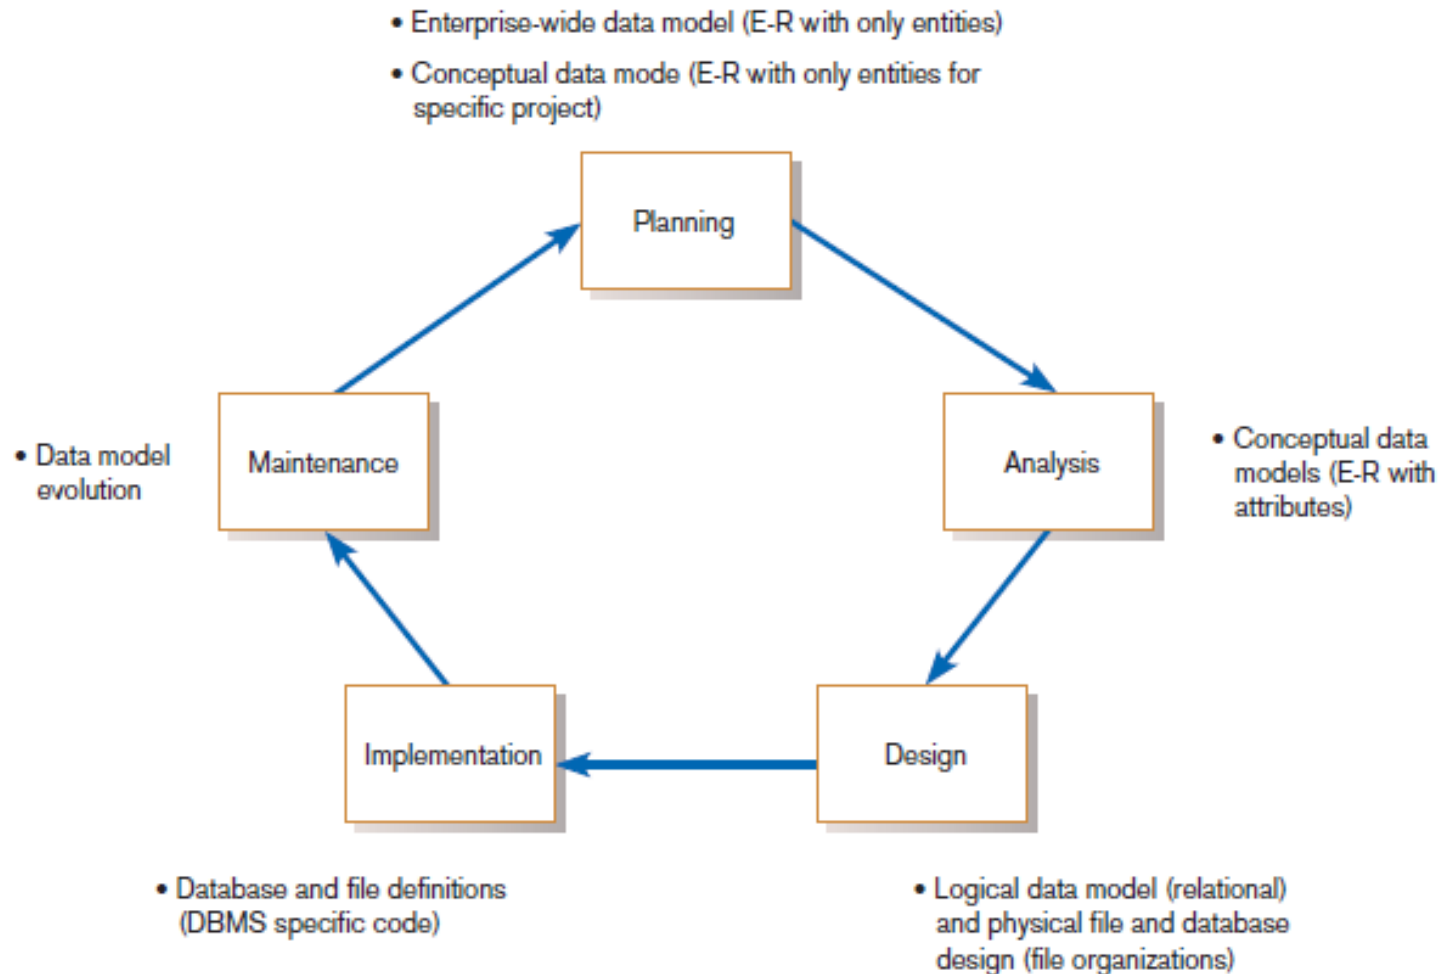 • Enterprise-wide data model (E-R with only entities)
• Conceptual data mode (E-R with only entities for
specific project)
Planning
Maintenance
Analysis
• Data model
evolution
• Conceptual data
models (E-R with
attributes)
Implementation
Design
• Database and file definitions
(DBMS specific code)
• Logical data model (relational)
and physical file and database
design (file organizations)